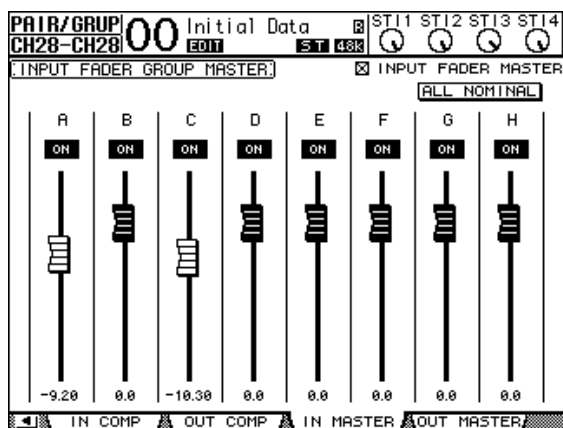 PAIR/GRUP 00 Initial Data R STI1 STI2 STI3 STI4
CH28-CH28 EDIT ST 48k
INPUT FADER GROUP MASTER INPUT FADER MASTER
ALL NOMINAL
A B C D E F G H
ON ON ON ON ON ON ON ON
-9.20 0.0 -10.30 0.0 0.0 0.0 0.0 0.0
IN COMP OUT COMP IN MASTER OUT MASTER